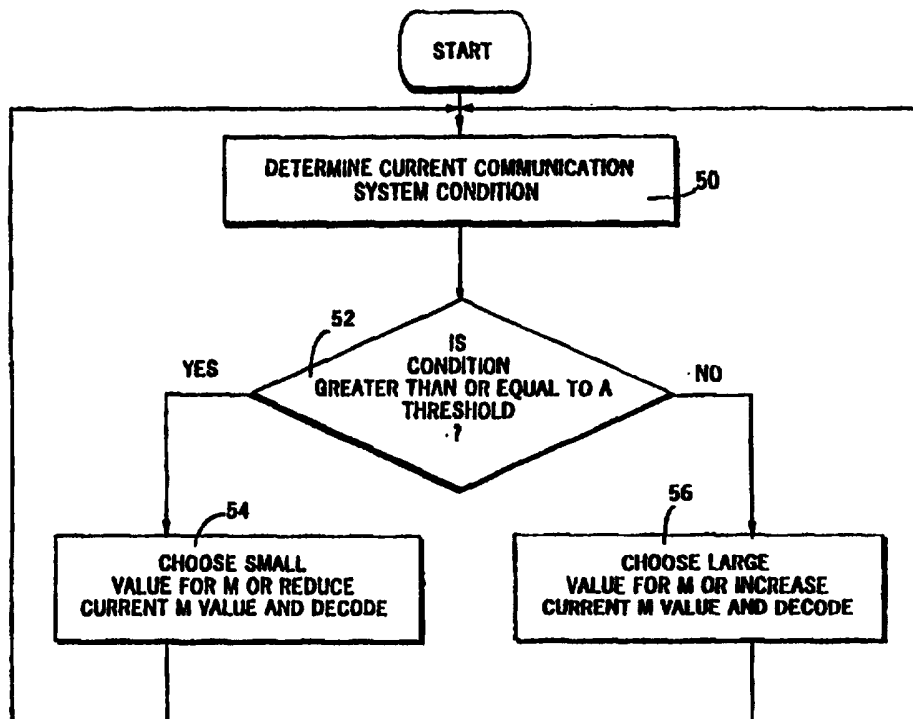 START
DETERMINE CURRENT COMMUNICATION
SYSTEM CONDITION
50
52
IS
CONDITION
GREATER THAN OR EQUAL TO A
THRESHOLD
?
YES
NO
54
CHOOSE SMALL
VALUE FOR M OR REDUCE
CURRENT M VALUE AND DECODE
56
CHOOSE LARGE
VALUE FOR M OR INCREASE
CURRENT M VALUE AND DECODE